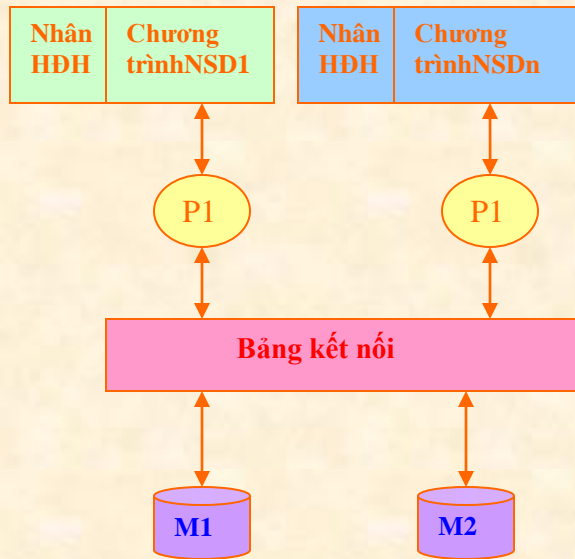 Nhân
HĐH
Chương
trìnhNSD1
Nhân
HĐH
Chương
trìnhNSDn
P1
P1
Bảng kết nối
M1
M2